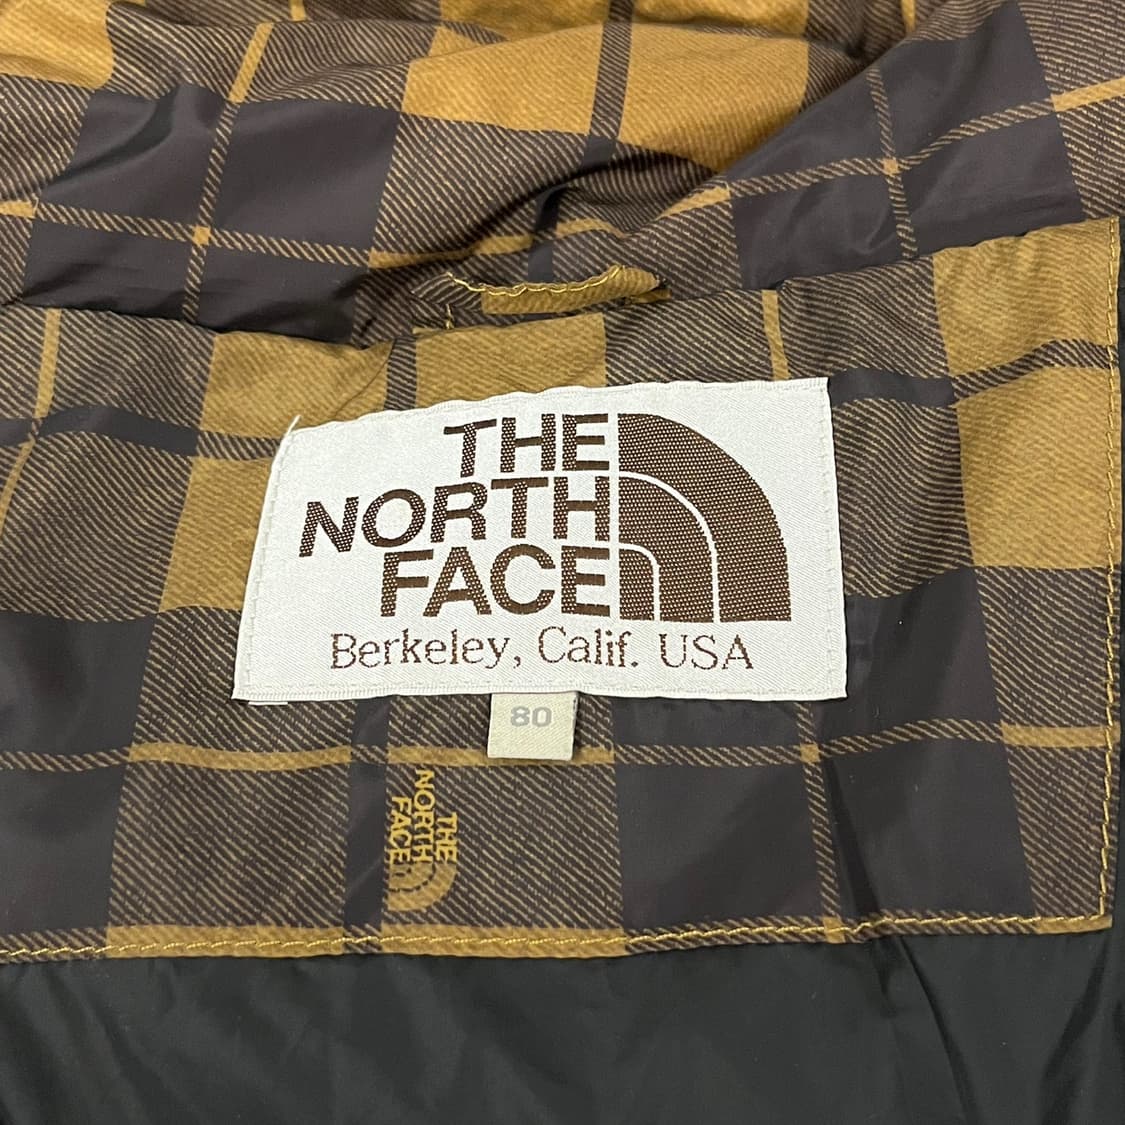 THE
NORTH
FACE
Berkeley, Calif. USA
80
THE
NORTH
FACE